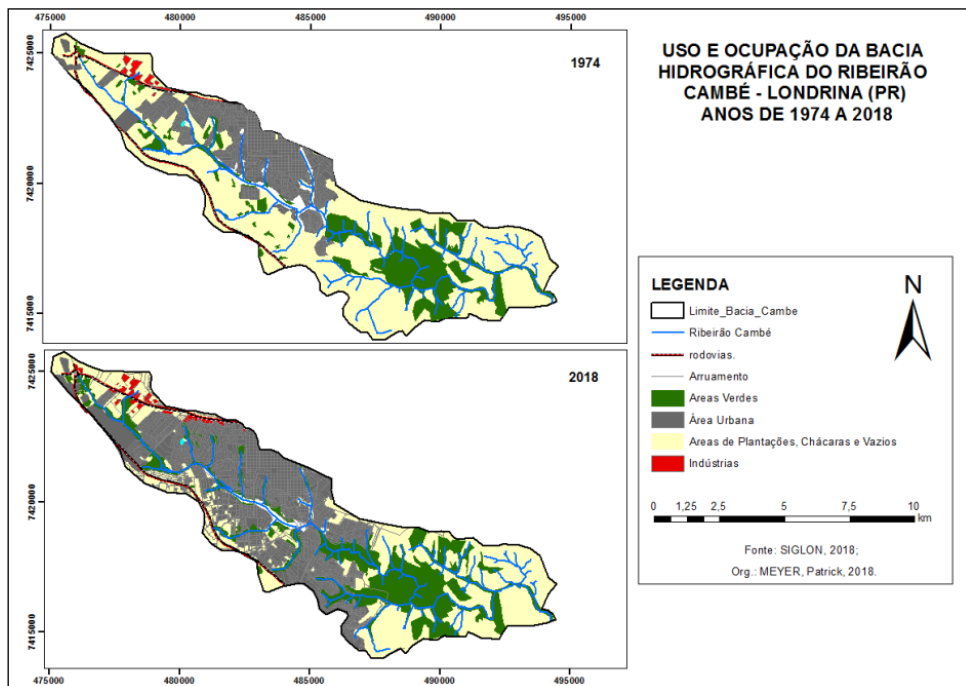 475000 480000 485000 490000 495000
7425000
7420000
7415000
1974
7425000
7420000
7415000
2018
475000 480000 485000 490000 495000
USO E OCUPAÇÃO DA BACIA
HIDROGRÁFICA DO RIBEIRÃO
CAMBÉ - LONDRINA (PR)
ANOS DE 1974 A 2018
LEGENDA
Limite_Bacia_Cambe
Ribeirão Cambé
rodovias.
Arruamento
Areas Verdes
Área Urbana
Areas de Plantações, Chácaras e Vazios
Indústrias
N
0 1,25 2,5 5 7,5 10
km
Fonte: SIGLON, 2018;
Org.: MEYER, Patrick, 2018.